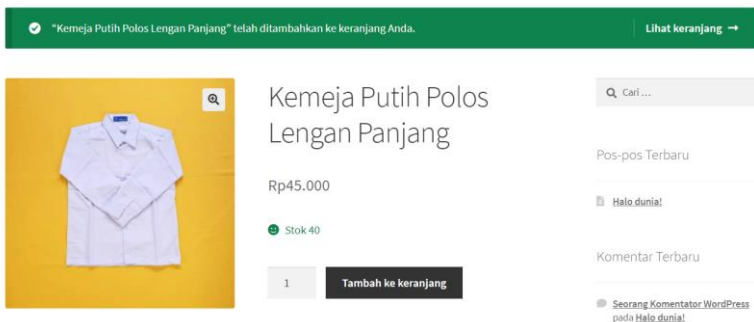 “Kemeja Putih Polos Lengan Panjang” telah ditambahkan ke keranjang Anda.
Lihat keranjang →
Kemeja Putih Polos
Lengan Panjang
Rp45.000
Stok 40
1
Tambah ke keranjang
Cari ...
Pos-pos Terbaru
Halo dunia!
Komentar Terbaru
Seorang Komentator WordPress
pada Halo dunia!